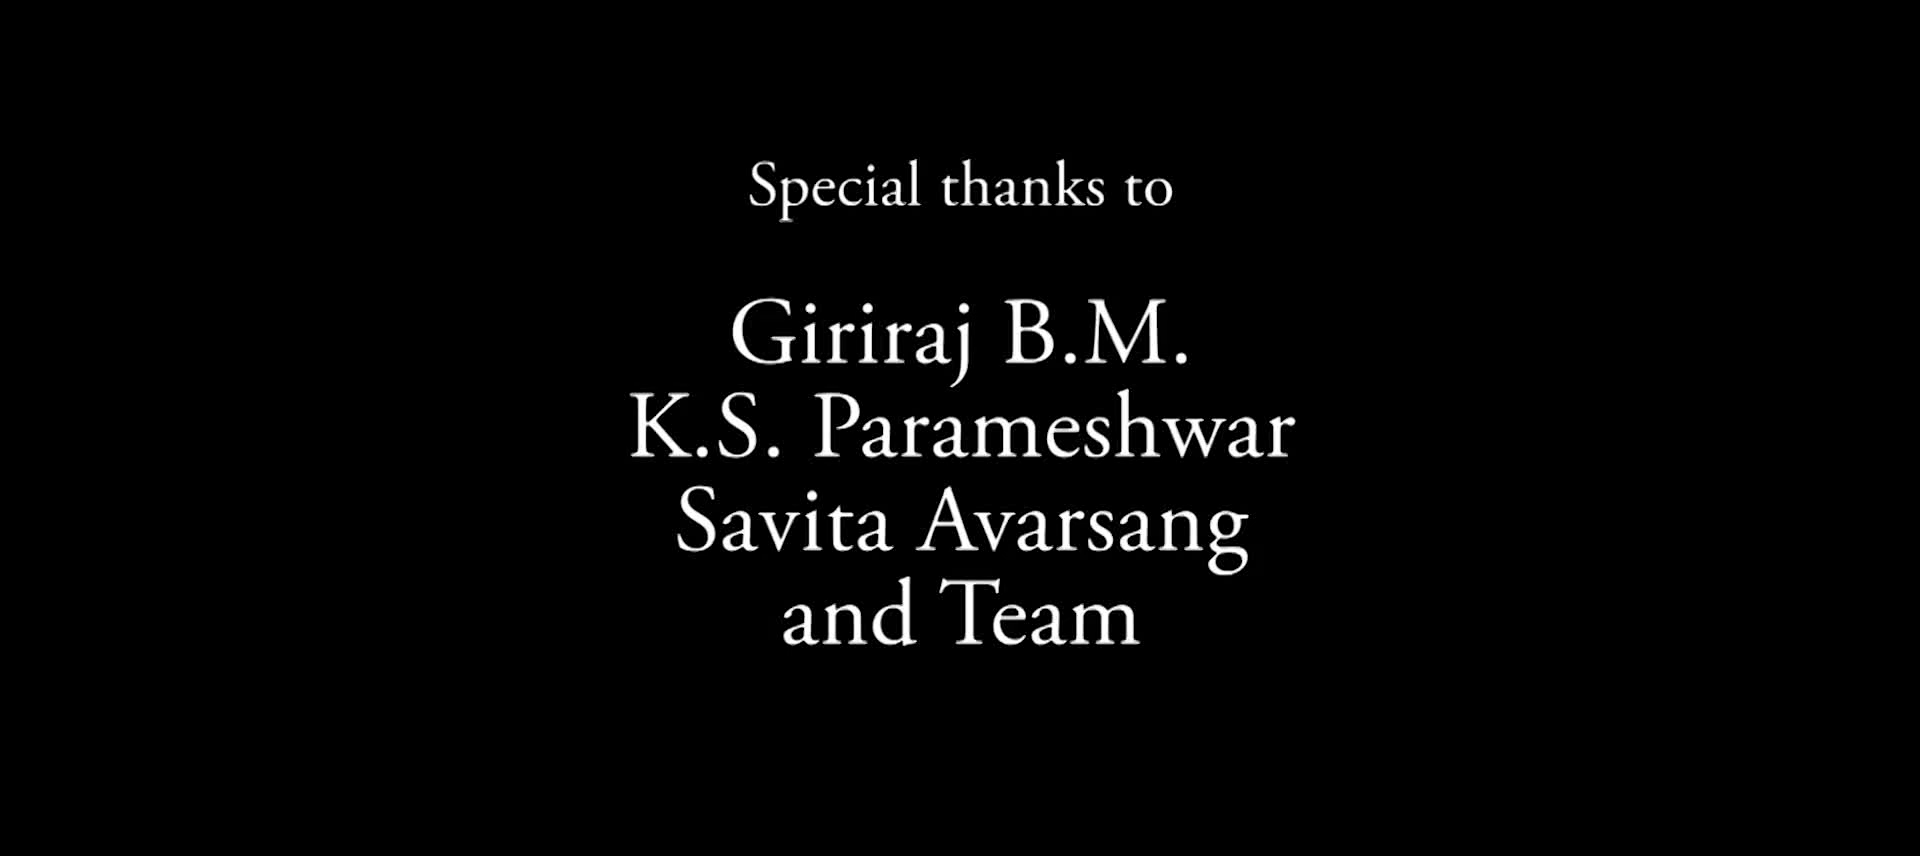 Special thanks to
Giriraj B.M.
K.S. Parameshwar
Savita Avarsang
and Team